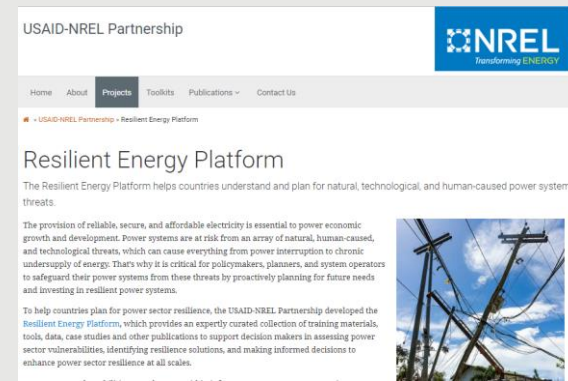 USAID-NREL Partnership
NREL
Transforming ENERGY
Home About Projects Toolkits Publications Contact Us
» USAID-NREL Partnership » Resilient Energy Platform
Resilient Energy Platform
The Resilient Energy Platform helps countries understand and plan for natural, technological, and human-caused power system
threats.
The provision of reliable, secure, and affordable electricity is essential to power economic
growth and development. Power systems are at risk from an array of natural, human-caused,
and technological threats, which can cause everything from power interruption to chronic
undersupply of energy. That's why it is critical for policymakers, planners, and system operators
to safeguard their power systems from these threats by proactively planning for future needs
and investing in resilient power systems.
To help countries plan for power sector resilience, the USAID-NREL Partnership developed the
Resilient Energy Platform, which provides an expertly curated collection of training materials,
tools, data, case studies and other publications to support decision makers in assessing power
sector vulnerabilities, identifying resilience solutions, and making informed decisions to
enhance power sector resilience at all scales.